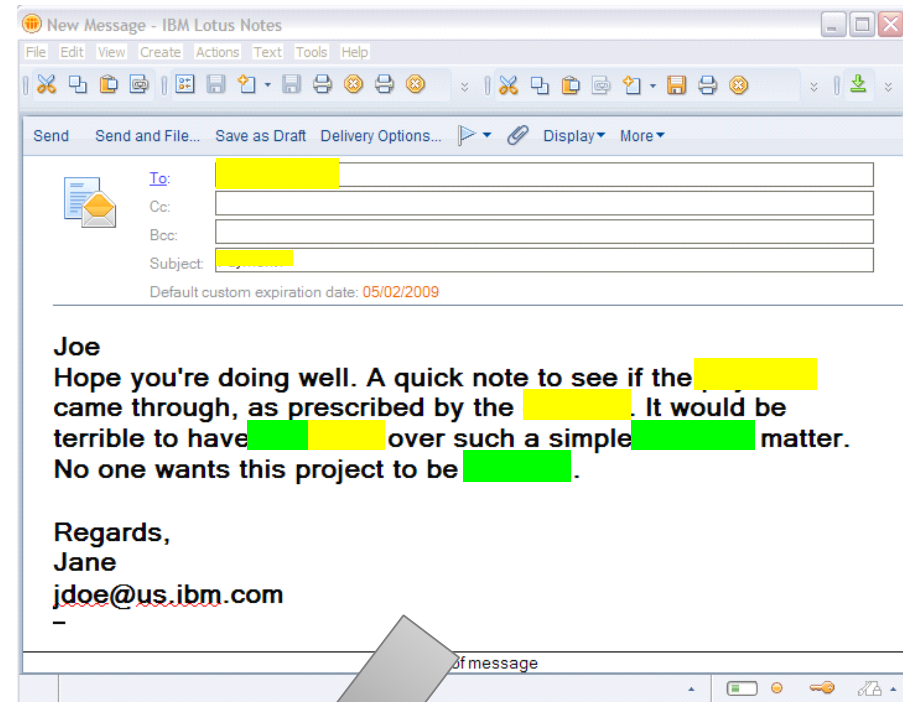 New Message - IBM Lotus Notes
File Edit View Create Actions Text Tools Help
Send Send and File... Save as Draft Delivery Options... Display More
To:
Cc:
Bcc:
Subject:
Default custom expiration date: 05/02/2009
Joe
Hope you're doing well. A quick note to see if the
came through, as prescribed by the . It would be
terrible to have over such a simple matter.
No one wants this project to be .
Regards,
Jane
jdoe@us.ibm.com
–
of message